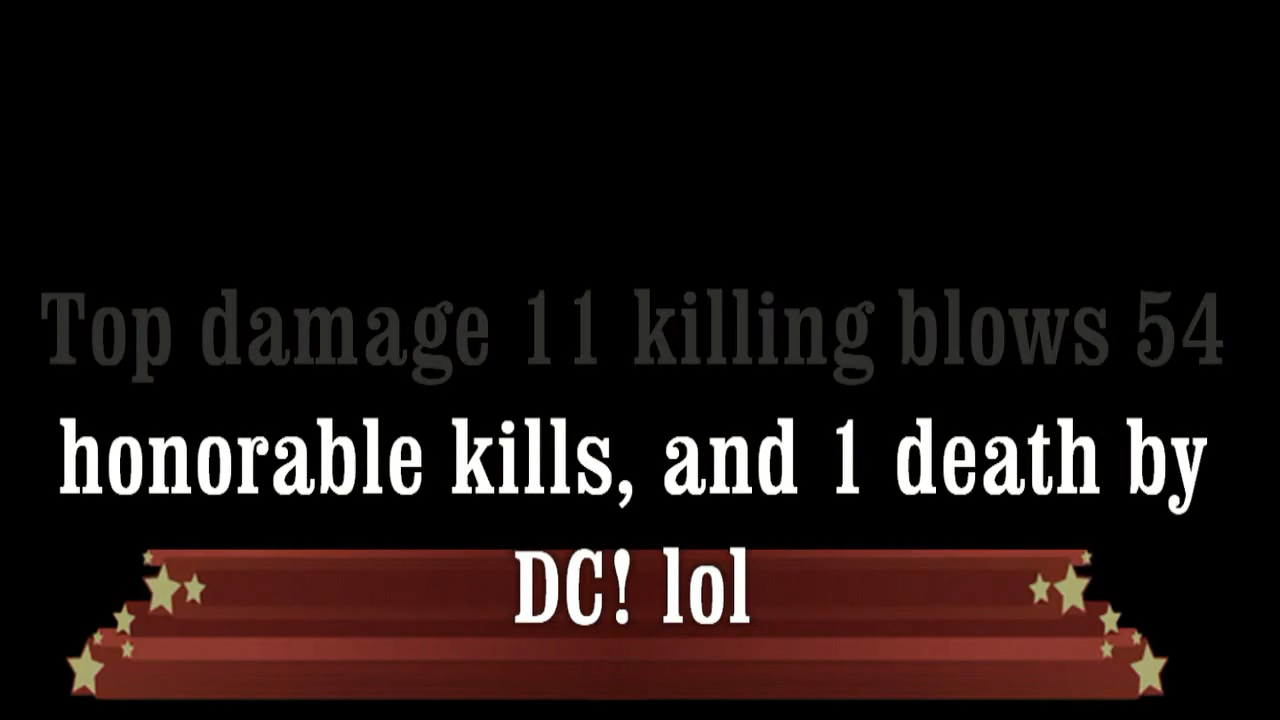 Top damage 11 killing blows 54
honorable kills, and 1 death by
DC! lol